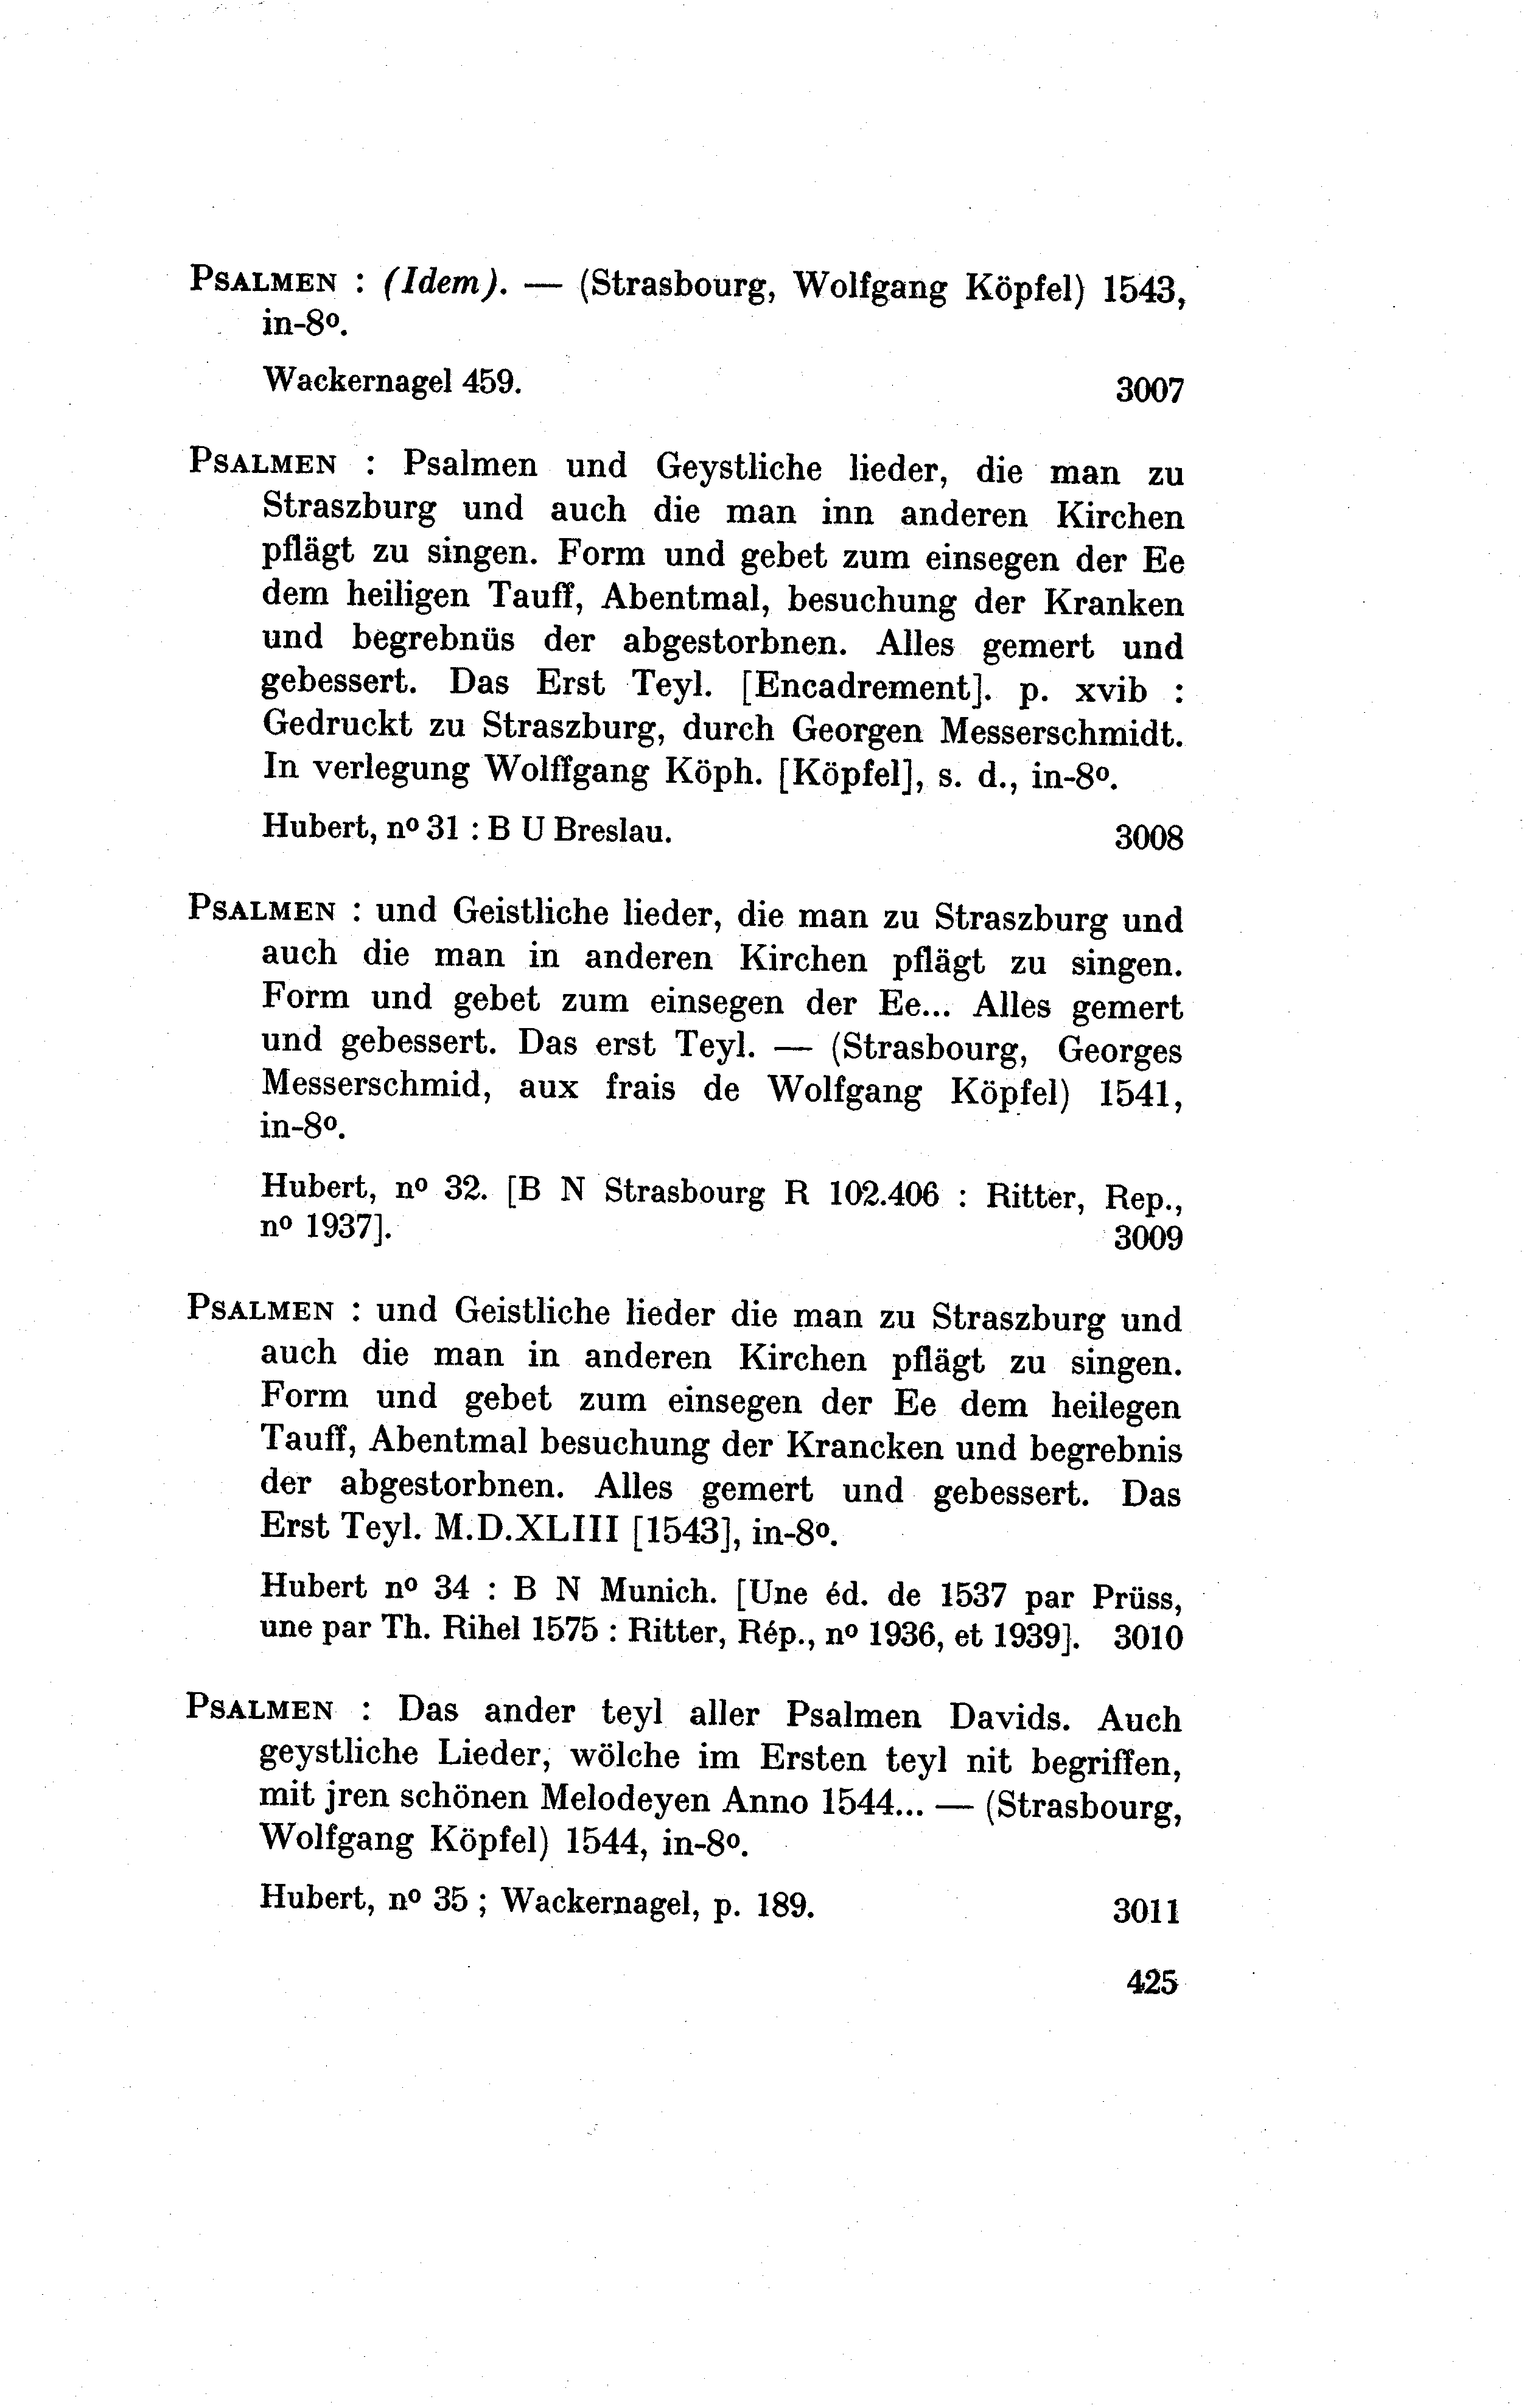 PSALMEN : (Idem). — (Strasbourg, Wolfgang Köpfel) 1543,
in-8º.
Wackernagel 459. 3007
PSALMEN : Psalmen und Geystliche lieder, die man zu
Straszburg und auch die man inn anderen Kirchen
pflägt zu singen. Form und gebet zum einsegen der Ee
dem heiligen Tauff, Abentmal, besuchung der Kranken
und begrebnüs der abgestorbnen. Alles gemert und
gebessert. Das Erst Teyl. [Encadrement]. p. xvib :
Gedruckt zu Straszburg, durch Georgen Messerschmidt.
In verlegung Wolffgang Köph. [Köpfel], s. d., in-8º.
Hubert, nº 31 : B U Breslau. 3008
PSALMEN : und Geistliche lieder, die man zu Straszburg und
auch die man in anderen Kirchen pflägt zu singen.
Form und gebet zum einsegen der Ee... Alles gemert
und gebessert. Das erst Teyl. — (Strasbourg, Georges
Messerschmid, aux frais de Wolfgang Köpfel) 1541,
in-8º.
Hubert, nº 32. [B N Strasbourg R 102.406 : Ritter, Rep.,
nº 1937]. 3009
PSALMEN : und Geistliche lieder die man zu Straszburg und
auch die man in anderen Kirchen pflägt zu singen.
Form und gebet zum einsegen der Ee dem heilegen
Tauff, Abentmal besuchung der Krancken und begrebnis
der abgestorbnen. Alles gemert und gebessert. Das
Erst Teyl. M.D.XLIII [1543], in-8º.
Hubert nº 34 : B N Munich. [Une éd. de 1537 par Prüss,
une par Th. Rihel 1575 : Ritter, Rép., nº 1936, et 1939]. 3010
PSALMEN : Das ander teyl aller Psalmen Davids. Auch
geystliche Lieder, wölche im Ersten teyl nit begriffen,
mit jren schönen Melodeyen Anno 1544... — (Strasbourg,
Wolfgang Köpfel) 1544, in-8º.
Hubert, nº 35 ; Wackernagel, p. 189. 3011
425